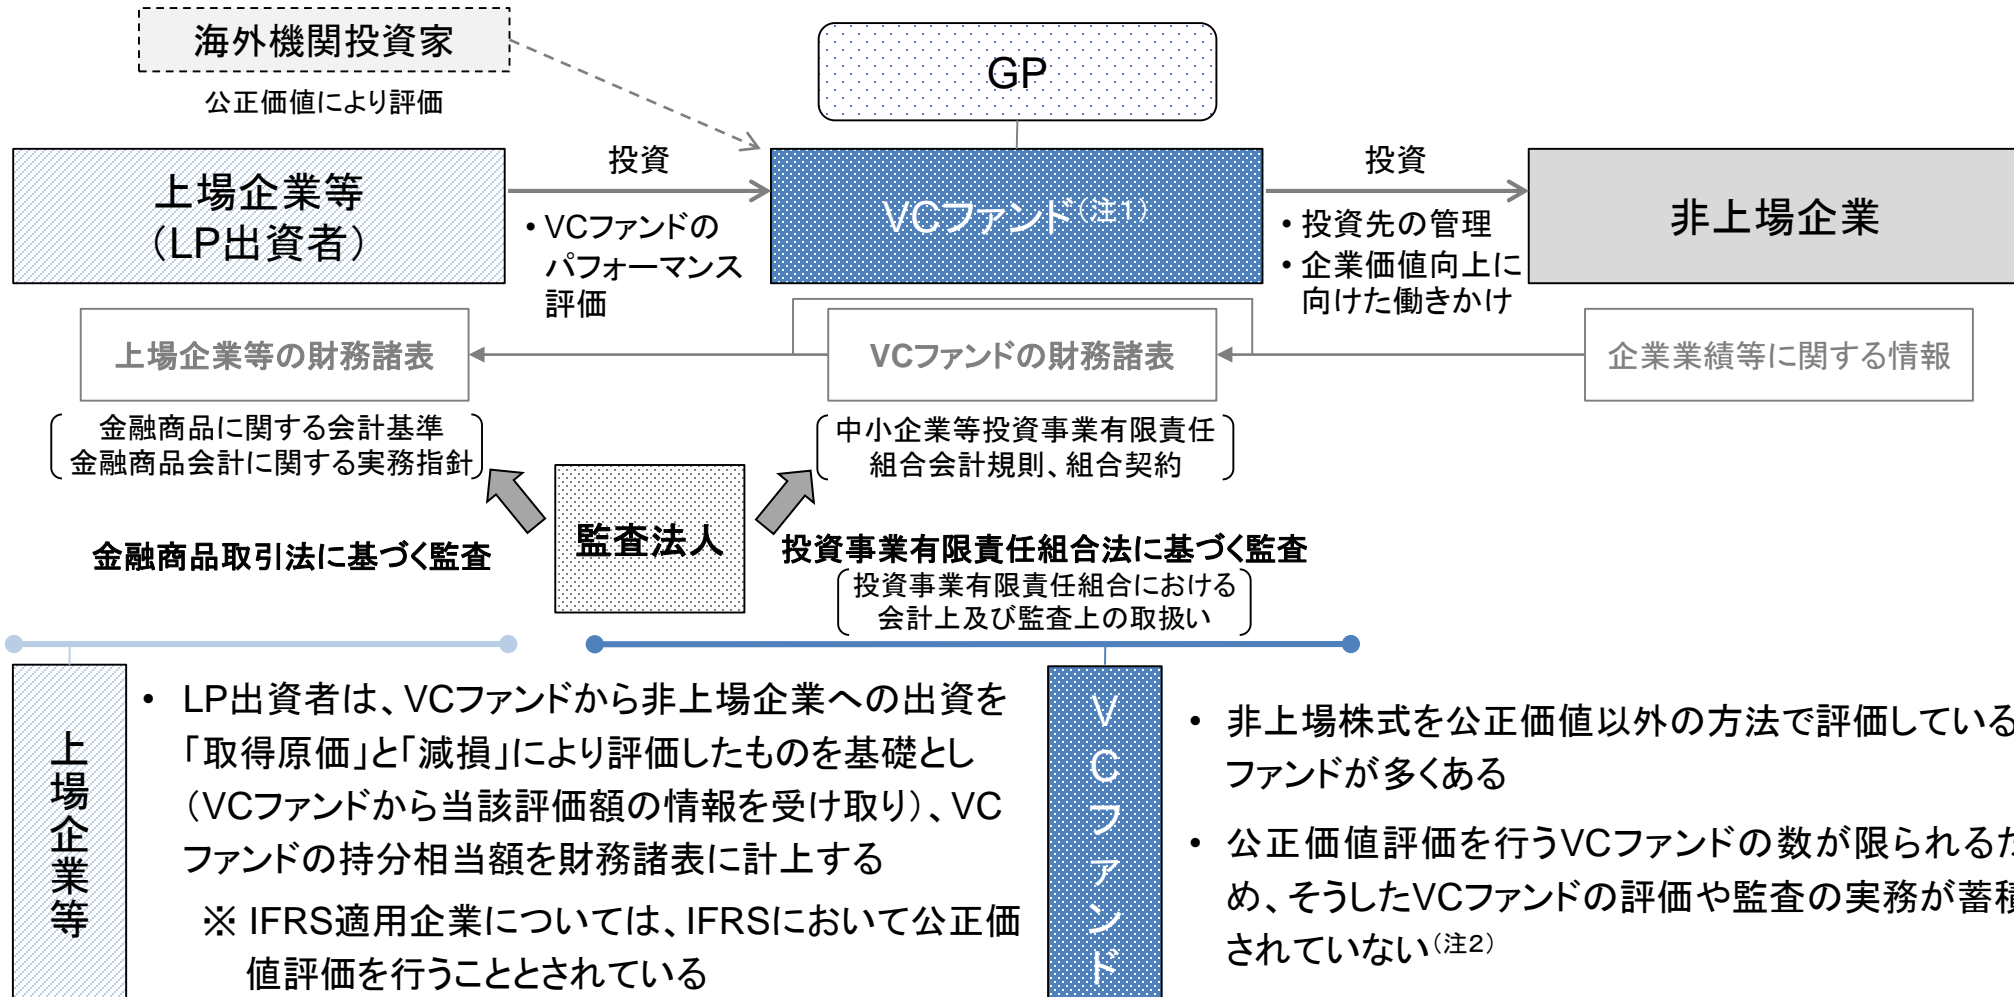 海外機関投資家
公正価値により評価
GP
上場企業等
（LP出資者）
投資
• VCファンドの
パフォーマンス
評価
VCファンド（注1）
投資
• 投資先の管理
• 企業価値向上に
向けた働きかけ
非上場企業
上場企業等の財務諸表
VCファンドの財務諸表
企業業績等に関する情報
金融商品に関する会計基準
金融商品会計に関する実務指針
中小企業等投資事業有限責任
組合会計規則、組合契約
監査法人
金融商品取引法に基づく監査
投資事業有限責任組合法に基づく監査
投資事業有限責任組合における
会計上及び監査上の取扱い
上場企業等
• LP出資者は、VCファンドから非上場企業への出資を
「取得原価」と「減損」により評価したものを基礎とし
（VCファンドから当該評価額の情報を受け取り）、VC
ファンドの持分相当額を財務諸表に計上する
※ IFRS適用企業については、IFRSにおいて公正価
値評価を行うこととされている
VCファンド
• 非上場株式を公正価値以外の方法で評価している
ファンドが多くある
• 公正価値評価を行うVCファンドの数が限られるた
め、そうしたVCファンドの評価や監査の実務が蓄積
されていない（注2）